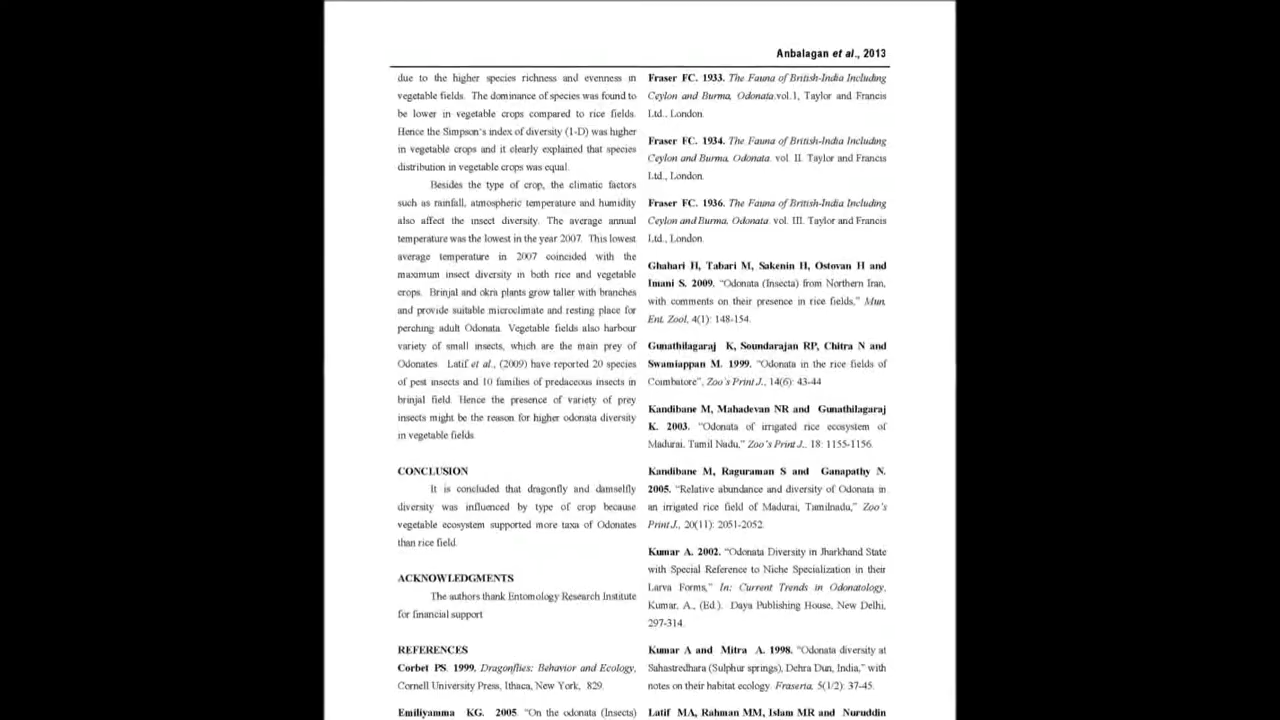 Anbalagan et al., 2013
due to the higher species richness and evenness in
vegetable fields. The dominance of species was found to
be lower in vegetable crops compared to rice fields.
Hence the Simpson's index of diversity (1-D) was higher
in vegetable crops and it clearly explained that species
distribution in vegetable crops was equal.
Besides the type of crop, the climatic factors
such as rainfall, atmospheric temperature and humidity
also affect the insect diversity. The average annual
temperature was the lowest in the year 2007. This lowest
average temperature in 2007 coincided with the
maximum insect diversity in both rice and vegetable
crops. Brinjal and okra plants grow taller with branches
and provide suitable microclimate and resting place for
perching adult Odonata. Vegetable fields also harbour
variety of small insects, which are the main prey of
Odonates. Latif et al., (2009) have reported 20 species
of pest insects and 10 families of predaceous insects in
brinjal field. Hence the presence of variety of prey
insects might be the reason for higher odonata diversity
in vegetable fields.
CONCLUSION
It is concluded that dragonfly and damselfly
diversity was influenced by type of crop because
vegetable ecosystem supported more taxa of Odonates
than rice field.
ACKNOWLEDGMENTS
The authors thank Entomology Research Institute
for financial support
REFERENCES
Corbet PS. 1999. Dragonflies: Behavior and Ecology,
Cornell University Press, Ithaca, New York, 829.
Emiliyamma KG. 2005. “On the odonata (Insects)
Fraser FC. 1933. The Fauna of British-India Including
Ceylon and Burma, Odonata.vol.1, Taylor and Francis
Ltd., London.
Fraser FC. 1934. The Fauna of British-India Including
Ceylon and Burma, Odonata. vol. II. Taylor and Francis
Ltd., London.
Fraser FC. 1936. The Fauna of British-India Including
Ceylon and Burma, Odonata. vol. III. Taylor and Francis
Ltd., London.
Ghahari H, Tabari M, Sakenin H, Ostovan H and
Imani S. 2009. “Odonata (Insecta) from Northern Iran,
with comments on their presence in rice fields,” Mun.
Ent. Zool, 4(1): 148-154.
Gunathilagaraj K, Soundarajan RP, Chitra N and
Swamiappan M. 1999. “Odonata in the rice fields of
Coimbatore”, Zoo's Print J., 14(6): 43-44
Kandibane M, Mahadevan NR and Gunathilagaraj
K. 2003. “Odonata of irrigated rice ecosystem of
Madurai, Tamil Nadu,” Zoo's Print J., 18: 1155-1156.
Kandibane M, Raguraman S and Ganapathy N.
2005. “Relative abundance and diversity of Odonata in
an irrigated rice field of Madurai, Tamilnadu,” Zoo's
Print J., 20(11): 2051-2052.
Kumar A. 2002. “Odonata Diversity in Jharkhand State
with Special Reference to Niche Specialization in their
Larva Forms,” In: Current Trends in Odonatology,
Kumar, A., (Ed.). Daya Publishing House, New Delhi,
297-314.
Kumar A and Mitra A. 1998. “Odonata diversity at
Sahastredhara (Sulphur springs), Dehra Dun, India,” with
notes on their habitat ecology. Fraserta, 5(1/2): 37-45.
Latif MA, Rahman MM, Islam MR and Nuruddin